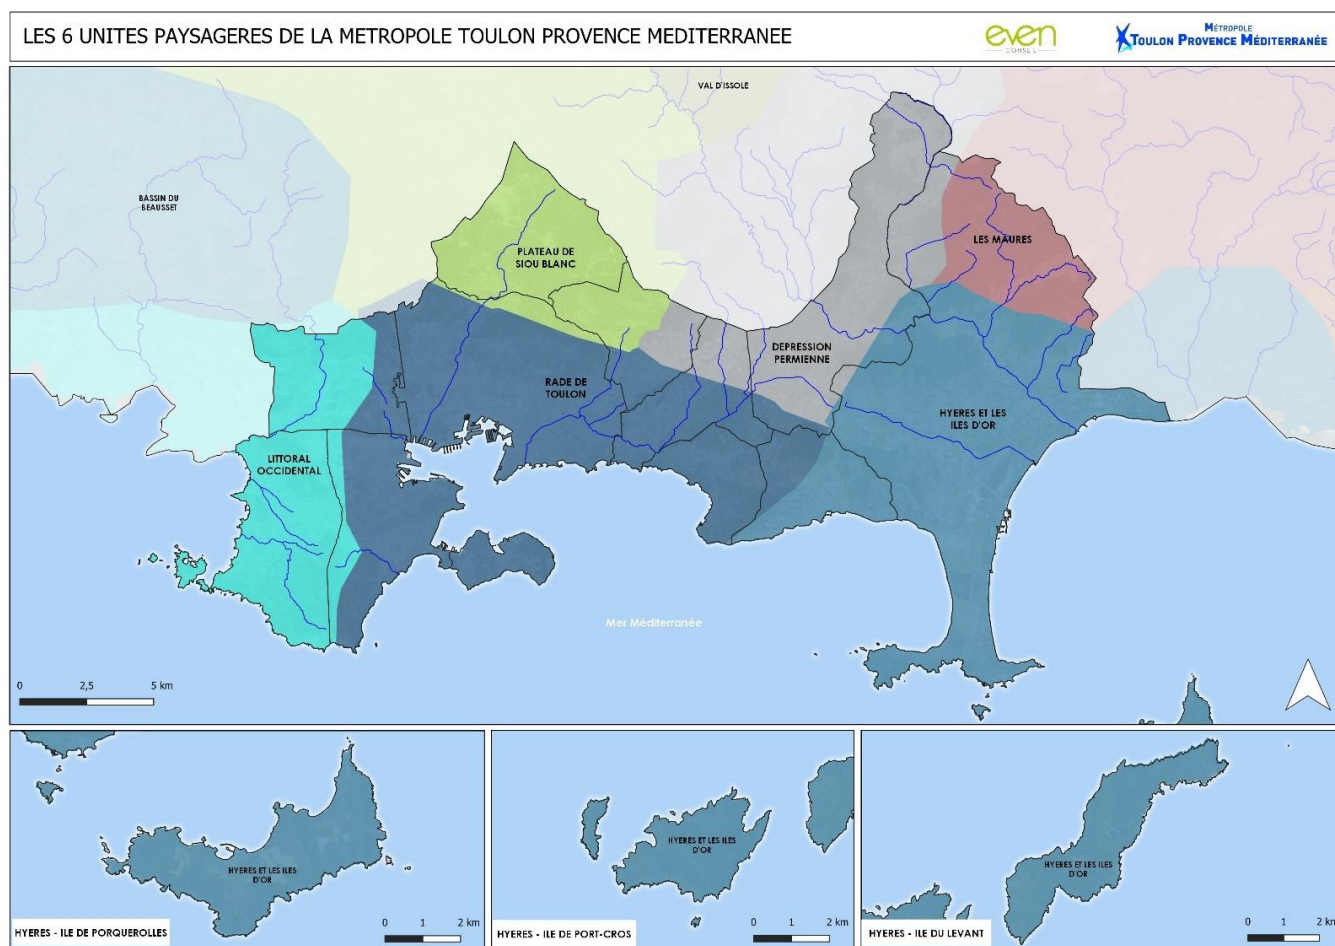 LES 6 UNITES PAYSAGERES DE LA METROPOLE TOULON PROVENCE MEDITERRANEE
even
CONSEIL
MÉTROPOLE
TOULON PROVENCE MÉDITERRANÉE
VAL D'ISSOLE
BASSIN DU
BEAUSSET
PLATEAU DE
SIOU BLANC
LES MAURES
DEPRESSION
PERMIENNE
RADE DE
TOULON
HYERES ET LES
ILES D'OR
LITTORAL
OCCIDENTAL
Mer Méditerranée
0 2,5 5 km
HYERES ET LES ILES
D'OR
HYERES - ILE DE PORQUEROLLES
0 1 2 km
HYERES ET LES ILES
D'OR
HYERES - ILE DE PORT-CROS
0 1 2 km
HYERES ET LES ILES
D'OR
HYERES - ILE DU LEVANT
0 1 2 km